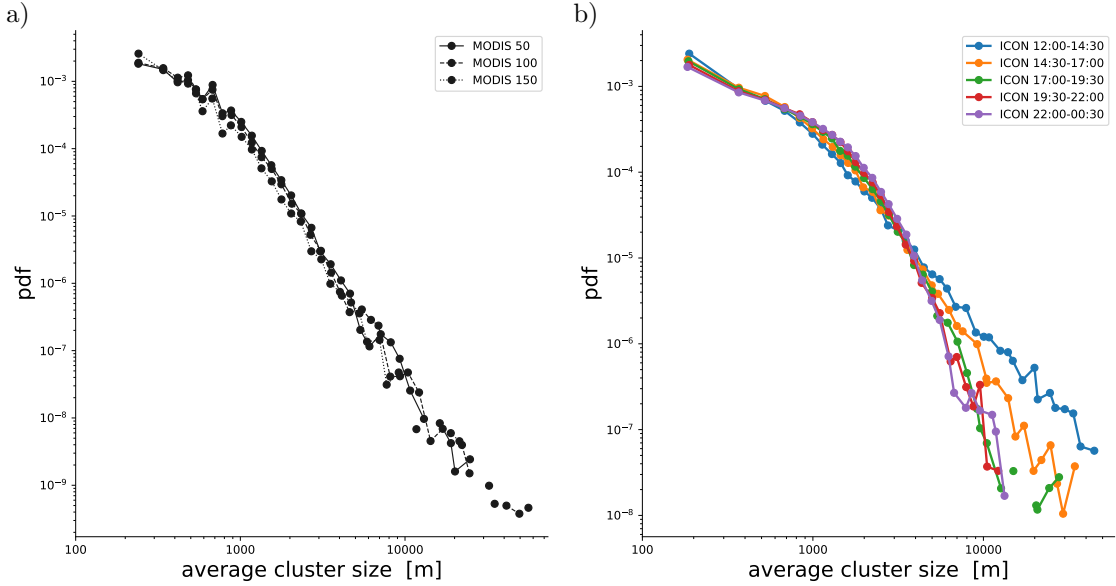 a)
10⁻³
10⁻⁴
10⁻⁵
10⁻⁶
10⁻⁷
10⁻⁸
10⁻⁹
pdf
100
1000
10000
average cluster size [m]
MODIS 50
MODIS 100
MODIS 150
b)
10⁻³
10⁻⁴
10⁻⁵
10⁻⁶
10⁻⁷
10⁻⁸
pdf
100
1000
10000
average cluster size [m]
ICON 12:00-14:30
ICON 14:30-17:00
ICON 17:00-19:30
ICON 19:30-22:00
ICON 22:00-00:30